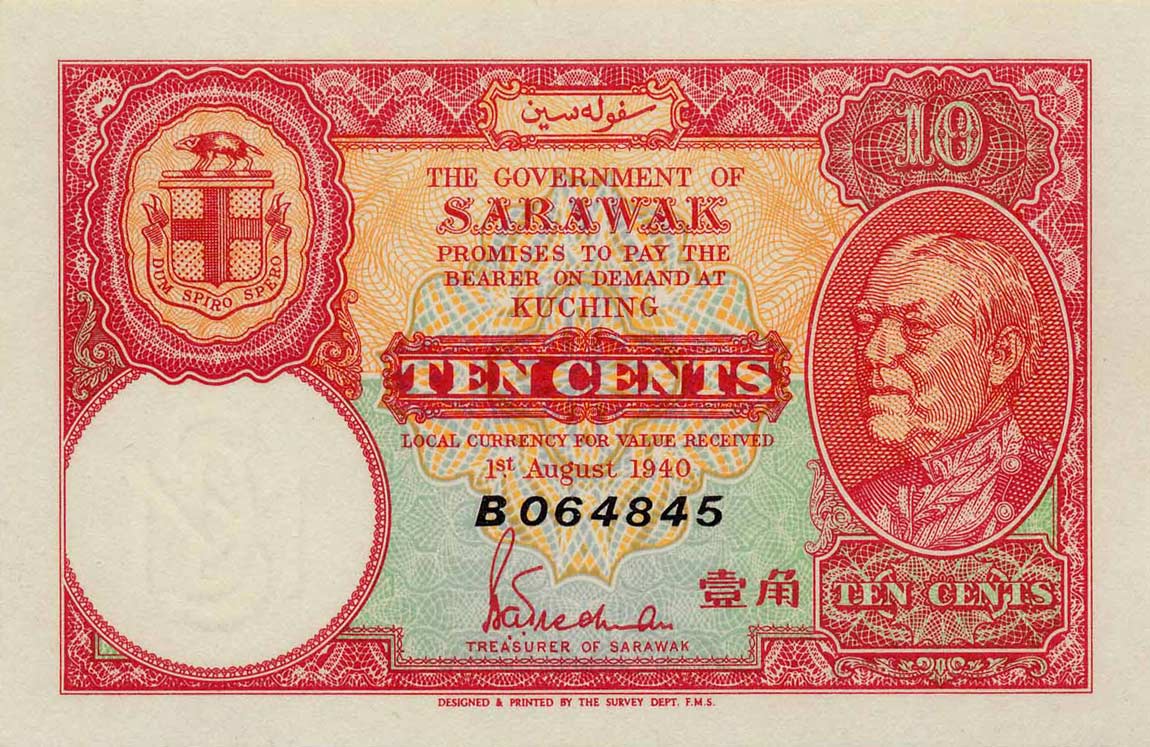 سڤوله سين
10
THE GOVERNMENT OF
SARAWAK
PROMISES TO PAY THE
BEARER ON DEMAND AT
KUCHING
DUM SPIRO SPERO
TEN CENTS
LOCAL CURRENCY FOR VALUE RECEIVED
1st August 1940
B 064845
壹角
TEN CENTS
TREASURER OF SARAWAK
DESIGNED & PRINTED BY THE SURVEY DEPT. F.M.S.